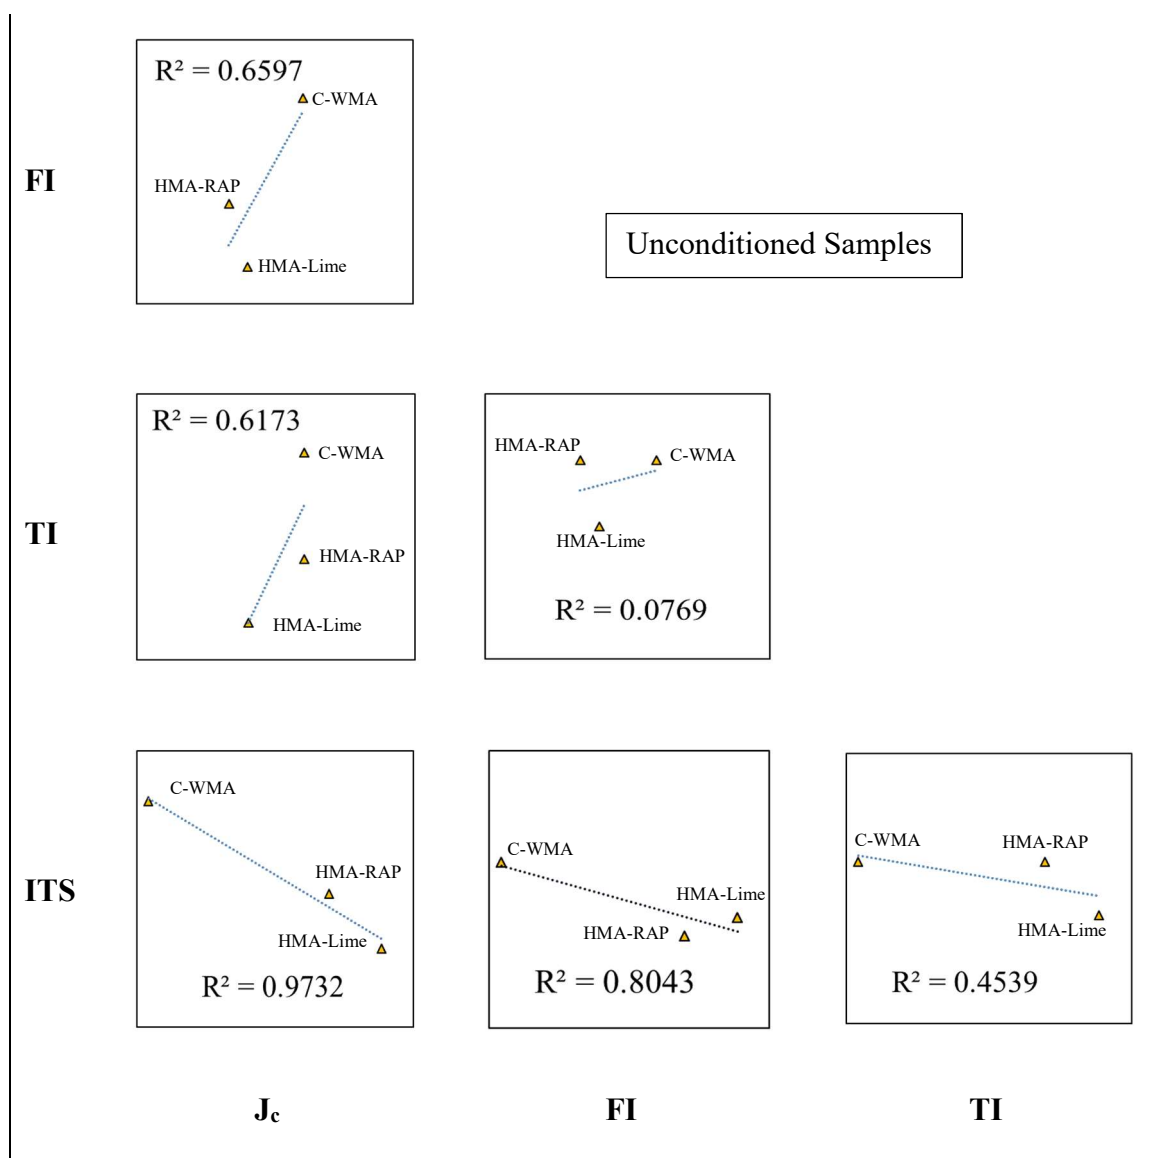 R² = 0.6597
C-WMA
FI
HMA-RAP
HMA-Lime
Unconditioned Samples
R² = 0.6173
C-WMA
TI
HMA-RAP
HMA-Lime
HMA-RAP
C-WMA
HMA-Lime
R² = 0.0769
ITS
C-WMA
HMA-RAP
HMA-Lime
R² = 0.9732
C-WMA
HMA-Lime
HMA-RAP
R² = 0.8043
C-WMA
HMA-RAP
HMA-Lime
R² = 0.4539
Jc
FI
TI